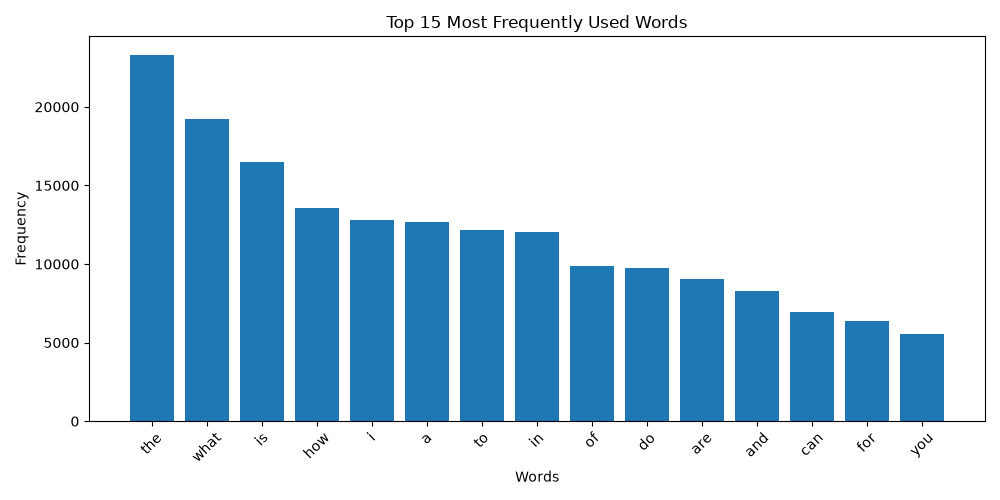 Top 15 Most Frequently Used Words
Frequency
20000
15000
10000
5000
0
the what is how i a to in of do are and can for you
Words